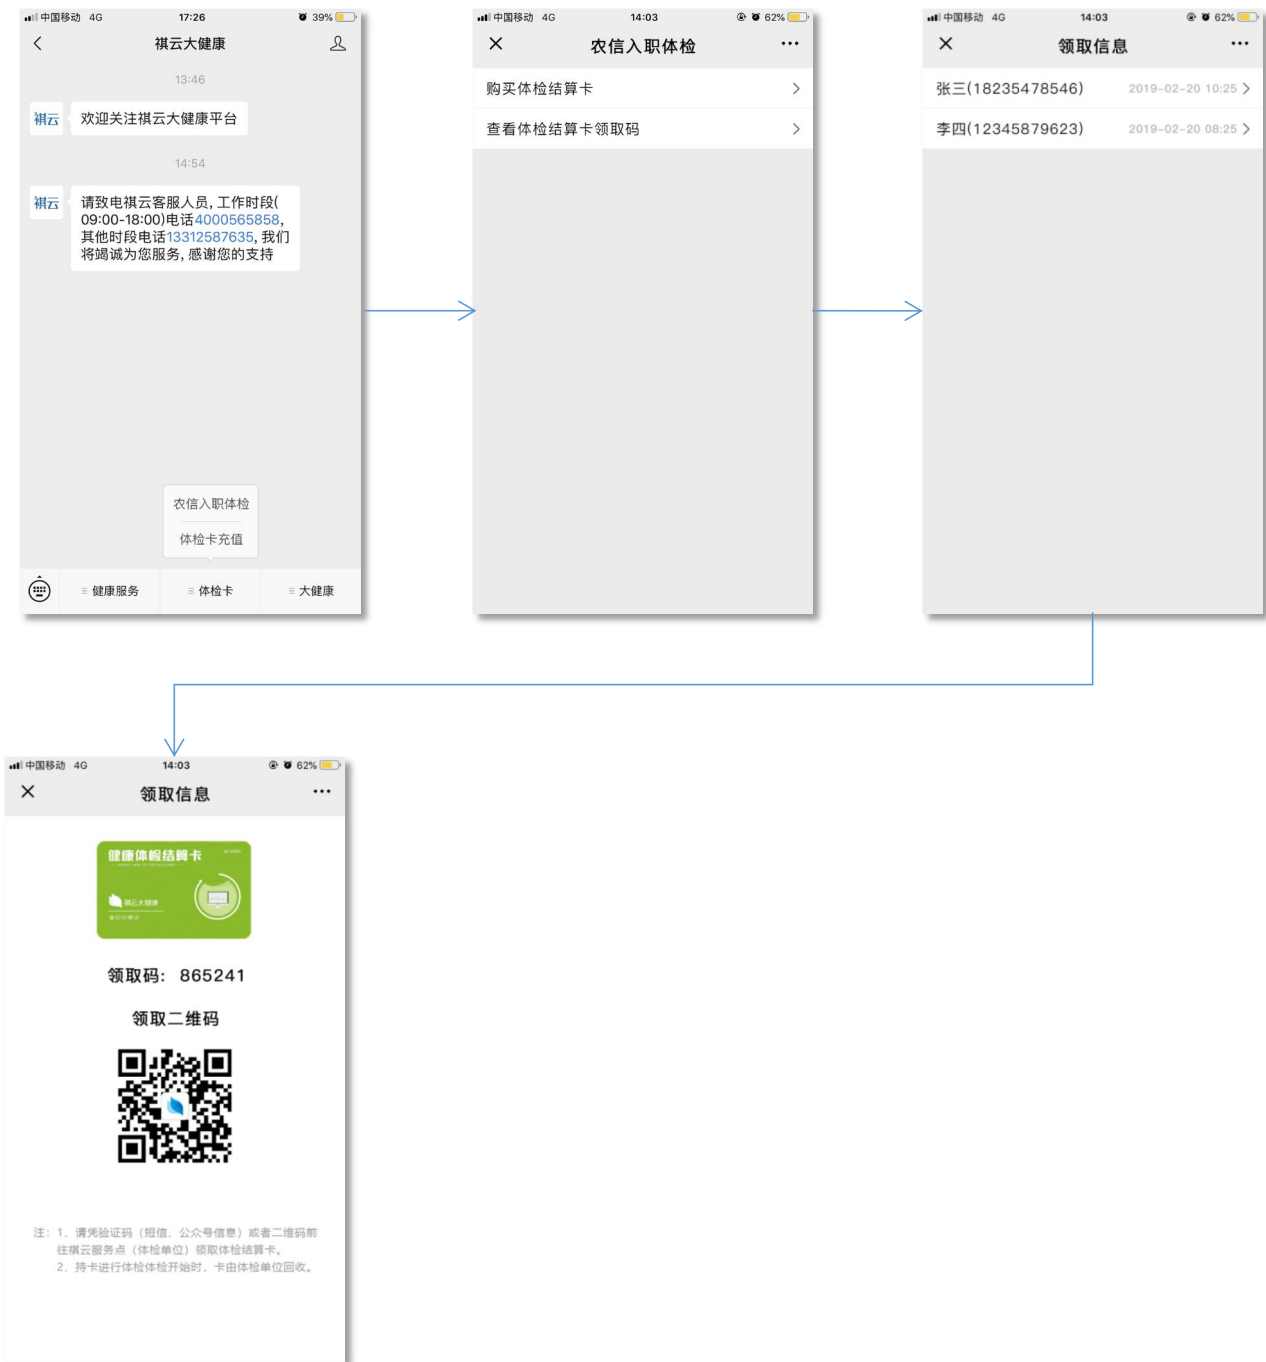 中国移动 4G 17:26 39%
祺云大健康
13:46
祺云 欢迎关注祺云大健康平台
14:54
祺云 请致电祺云客服人员, 工作时段(
09:00-18:00)电话4000565858,
其他时段电话13312587635, 我们
将竭诚为您服务, 感谢您的支持
农信入职体检
体检卡充值
健康服务 体检卡 大健康
中国移动 4G 14:03 62%
农信入职体检
购买体检结算卡
查看体检结算卡领取码
中国移动 4G 14:03 62%
领取信息
张三(18235478546) 2019-02-20 10:25
李四(12345879623) 2019-02-20 08:25
中国移动 4G 14:03 62%
领取信息
健康体检结算卡
祺云大健康
领取码: 865241
领取二维码
注: 1、请凭验证码（短信、公众号信息）或者二维码前
往祺云服务点（体检单位）领取体检结算卡。
2、持卡进行体检体检开始时，卡由体检单位回收。